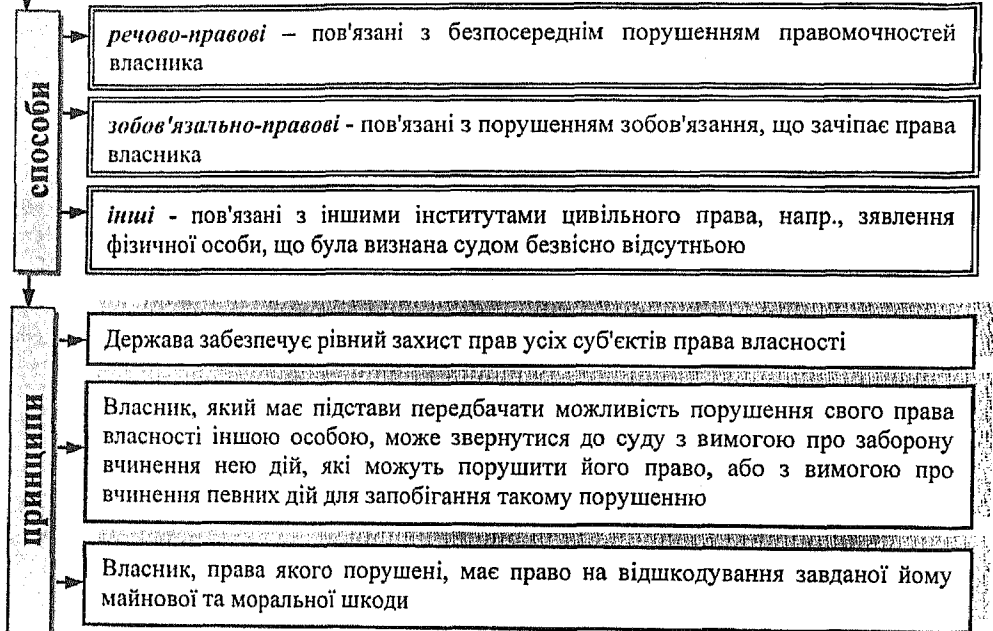 способи
речово-правові – пов'язані з безпосереднім порушенням правомочностей
власника
зобов'язально-правові - пов'язані з порушенням зобов'язання, що зачіпає права
власника
інші - пов'язані з іншими інститутами цивільного права, напр., зявлення
фізичної особи, що була визнана судом безвісно відсутньою
принципи
Держава забезпечує рівний захист прав усіх суб'єктів права власності
Власник, який має підстави передбачати можливість порушення свого права
власності іншою особою, може звернутися до суду з вимогою про заборону
вчинення нею дій, які можуть порушити його право, або з вимогою про
вчинення певних дій для запобігання такому порушенню
Власник, права якого порушені, має право на відшкодування завданої йому
майнової та моральної шкоди